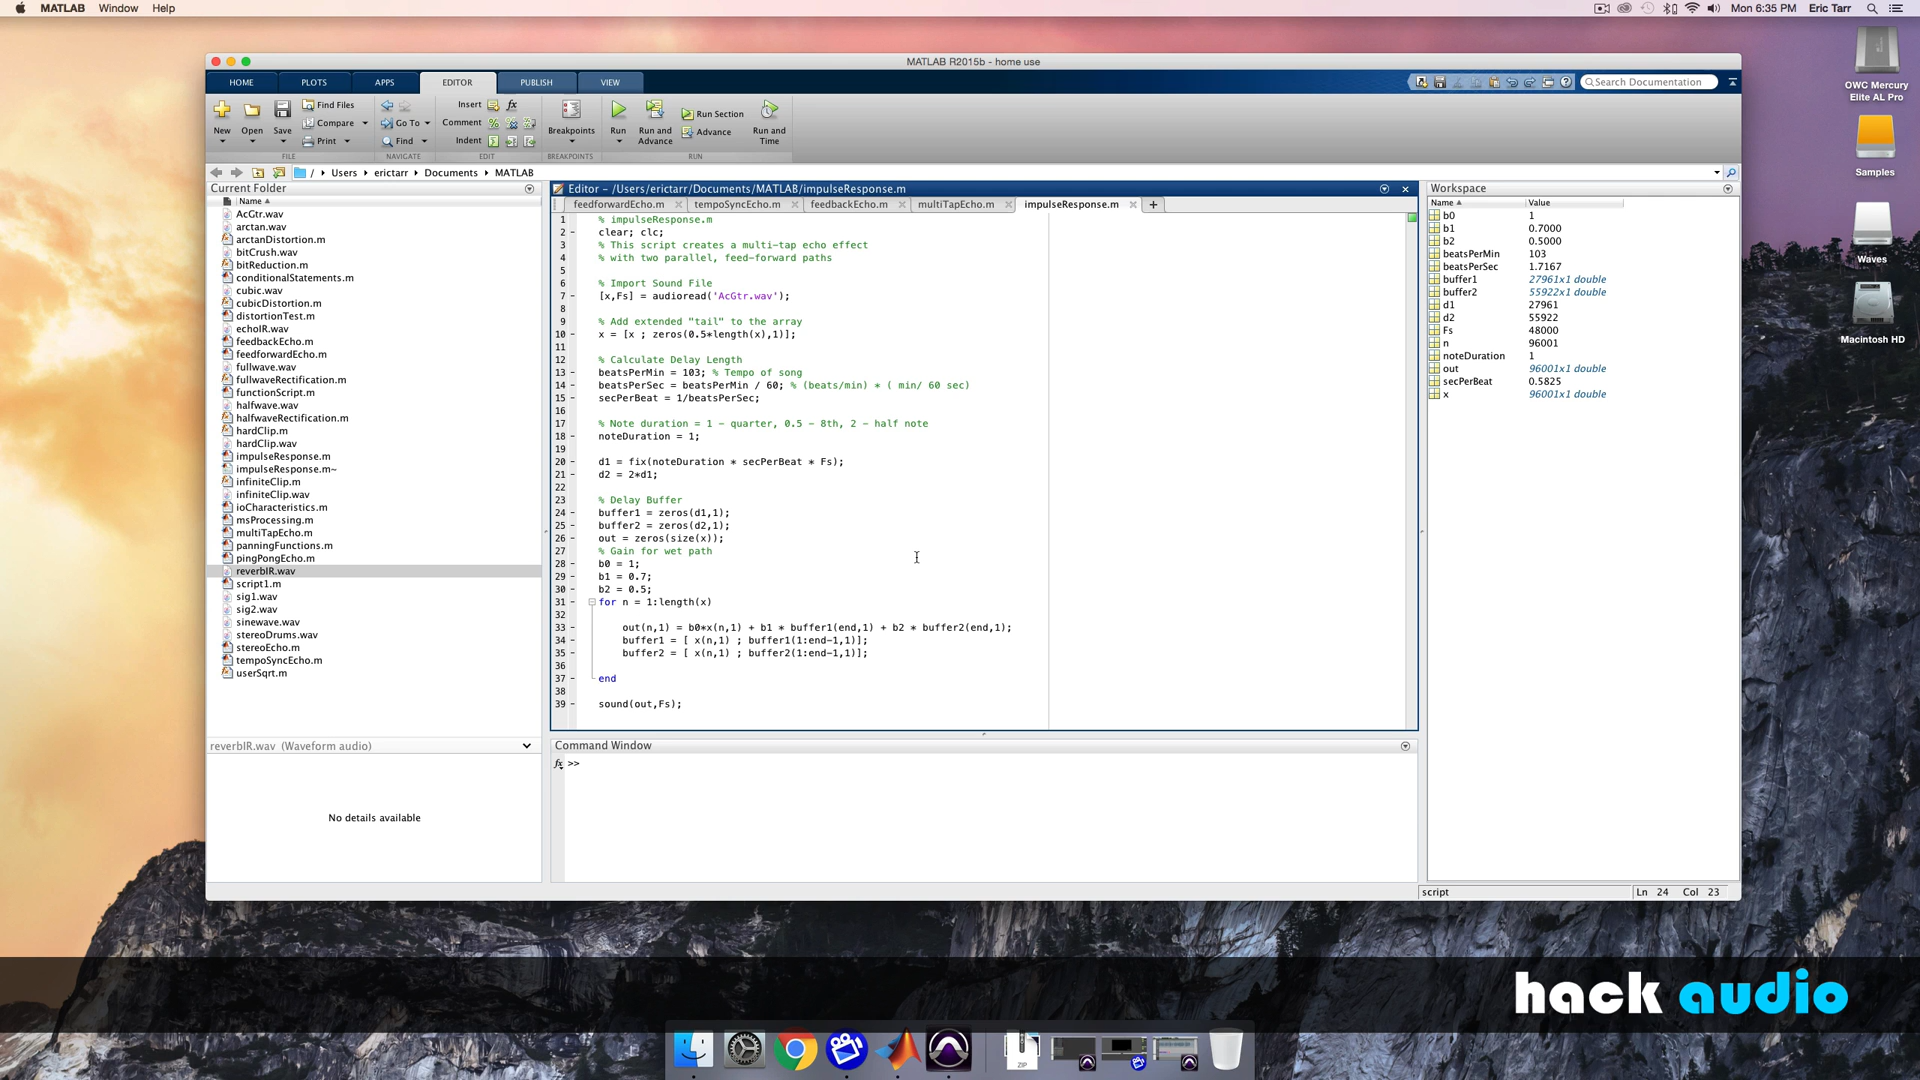 MATLAB Window Help
Mon 6:35 PM Eric Tarr
MATLAB R2015b - home use
HOME PLOTS APPS EDITOR PUBLISH VIEW
Search Documentation
New Open Save Find Files Compare Print
FILE
Go To Find
NAVIGATE
Insert fx Comment Indent
EDIT
Breakpoints
BREAKPOINTS
Run Run and Advance Run Section Advance Run and Time
RUN
/ Users erictarr Documents MATLAB
Current Folder
Name
AcGtr.wav
arctan.wav
arctanDistortion.m
bitCrush.wav
bitReduction.m
conditionalStatements.m
cubic.wav
cubicDistortion.m
distortionTest.m
echoIR.wav
feedbackEcho.m
feedforwardEcho.m
fullwave.wav
fullwaveRectification.m
functionScript.m
halfwave.wav
halfwaveRectification.m
hardClip.m
hardClip.wav
impulseResponse.m
impulseResponse.m~
infiniteClip.m
infiniteClip.wav
ioCharacteristics.m
msProcessing.m
multiTapEcho.m
panningFunctions.m
pingPongEcho.m
reverbIR.wav
script1.m
sig1.wav
sig2.wav
sinewave.wav
stereoDrums.wav
stereoEcho.m
tempoSyncEcho.m
userSqrt.m
reverbIR.wav (Waveform audio)
No details available
Editor - /Users/erictarr/Documents/MATLAB/impulseResponse.m
feedforwardEcho.m tempoSyncEcho.m feedbackEcho.m multiTapEcho.m impulseResponse.m
1 % impulseResponse.m
2 - clear; clc;
3 % This script creates a multi-tap echo effect
4 % with two parallel, feed-forward paths
5
6 % Import Sound File
7 - [x,Fs] = audioread('AcGtr.wav');
8
9 % Add extended "tail" to the array
10 - x = [x ; zeros(0.5*length(x),1)];
11
12 % Calculate Delay Length
13 - beatsPerMin = 103; % Tempo of song
14 - beatsPerSec = beatsPerMin / 60; % (beats/min) * ( min/ 60 sec)
15 - secPerBeat = 1/beatsPerSec;
16
17 % Note duration = 1 - quarter, 0.5 - 8th, 2 - half note
18 - noteDuration = 1;
19
20 - d1 = fix(noteDuration * secPerBeat * Fs);
21 - d2 = 2*d1;
22
23 % Delay Buffer
24 - buffer1 = zeros(d1,1);
25 - buffer2 = zeros(d2,1);
26 - out = zeros(size(x));
27 % Gain for wet path
28 - b0 = 1;
29 - b1 = 0.7;
30 - b2 = 0.5;
31 - for n = 1:length(x)
32
33 - out(n,1) = b0*x(n,1) + b1 * buffer1(end,1) + b2 * buffer2(end,1);
34 - buffer1 = [ x(n,1) ; buffer1(1:end-1,1)];
35 - buffer2 = [ x(n,1) ; buffer2(1:end-1,1)];
36
37 - end
38
39 - sound(out,Fs);
Command Window
fx >>
Workspace
Name Value
b0 1
b1 0.7000
b2 0.5000
beatsPerMin 103
beatsPerSec 1.7167
buffer1 27961x1 double
buffer2 55922x1 double
d1 27961
d2 55922
Fs 48000
n 96001
noteDuration 1
out 96001x1 double
secPerBeat 0.5825
x 96001x1 double
script Ln 24 Col 23
OWC Mercury
Elite AL Pro
Samples
Waves
Macintosh HD
hack audio
ZIP